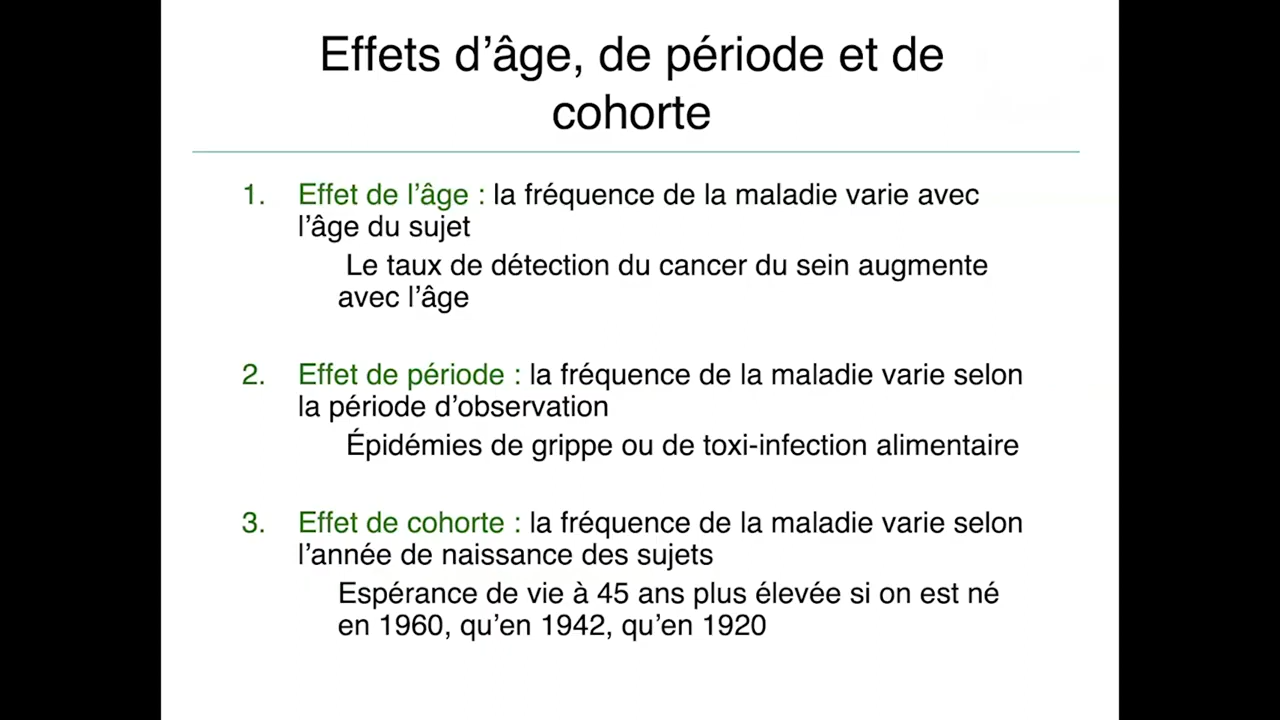 Effets d’âge, de période et de
cohorte
1. Effet de l’âge : la fréquence de la maladie varie avec
l’âge du sujet
Le taux de détection du cancer du sein augmente
avec l’âge
2. Effet de période : la fréquence de la maladie varie selon
la période d’observation
Épidémies de grippe ou de toxi-infection alimentaire
3. Effet de cohorte : la fréquence de la maladie varie selon
l’année de naissance des sujets
Espérance de vie à 45 ans plus élevée si on est né
en 1960, qu’en 1942, qu’en 1920